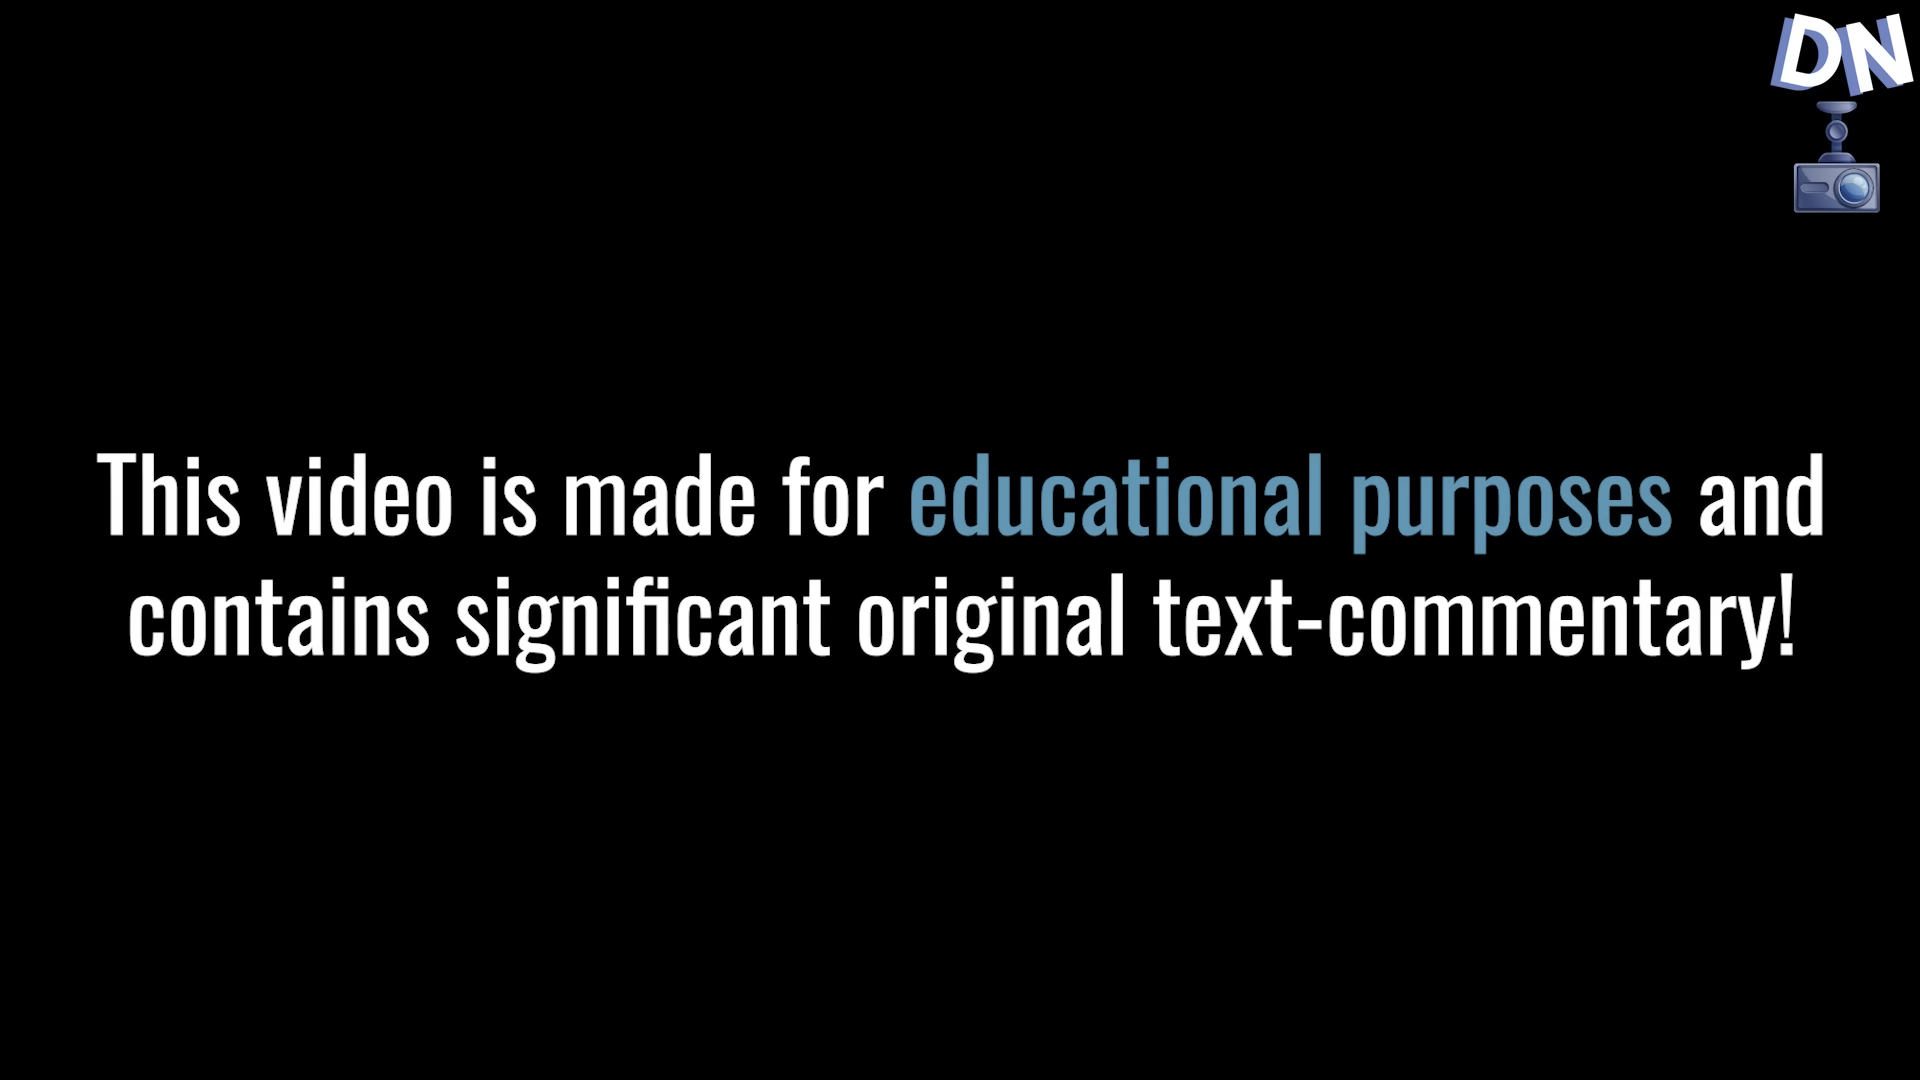 DN
This video is made for educational purposes and
contains significant original text-commentary!